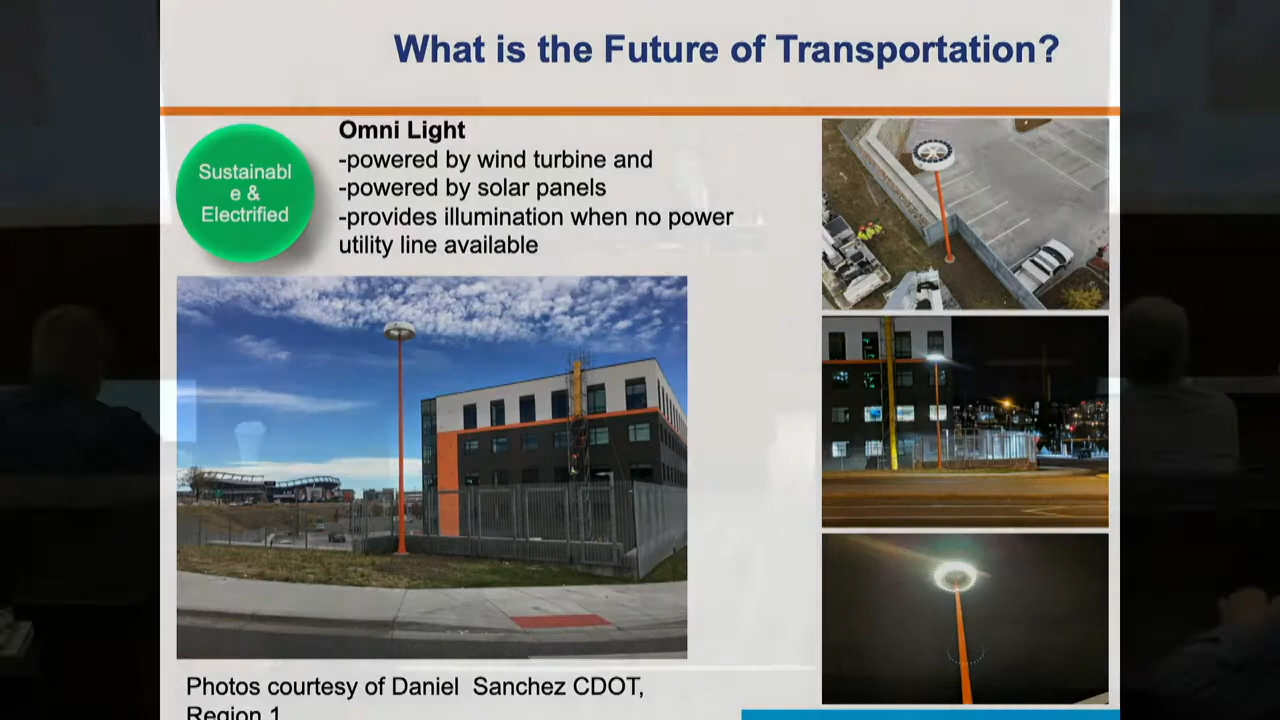 What is the Future of Transportation?
Sustainabl
e &
Electrified
Omni Light
-powered by wind turbine and
-powered by solar panels
-provides illumination when no power
utility line available
Photos courtesy of Daniel  Sanchez CDOT,
Region 1